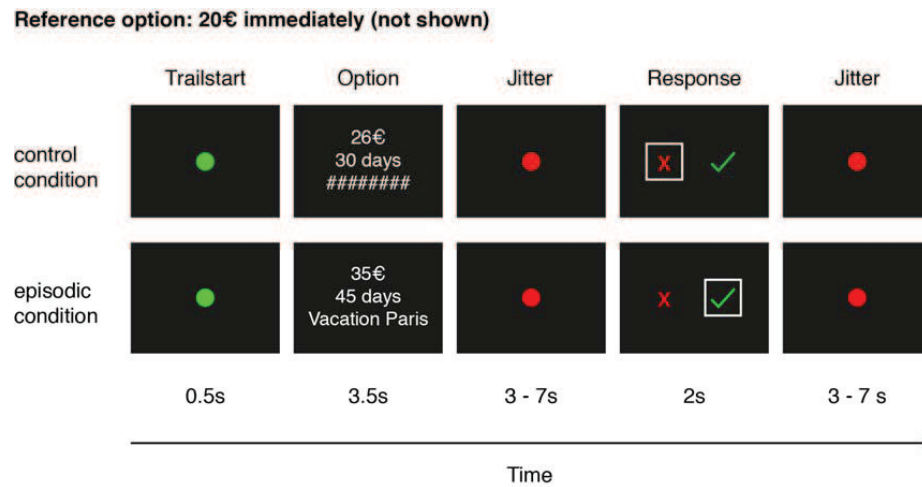 Reference option: 20€ immediately (not shown)
Trailstart Option Jitter Response Jitter
control
condition
26€
30 days
########
x ✓
episodic
condition
35€
45 days
Vacation Paris
x ✓
0.5s 3.5s 3 - 7s 2s 3 - 7 s
Time